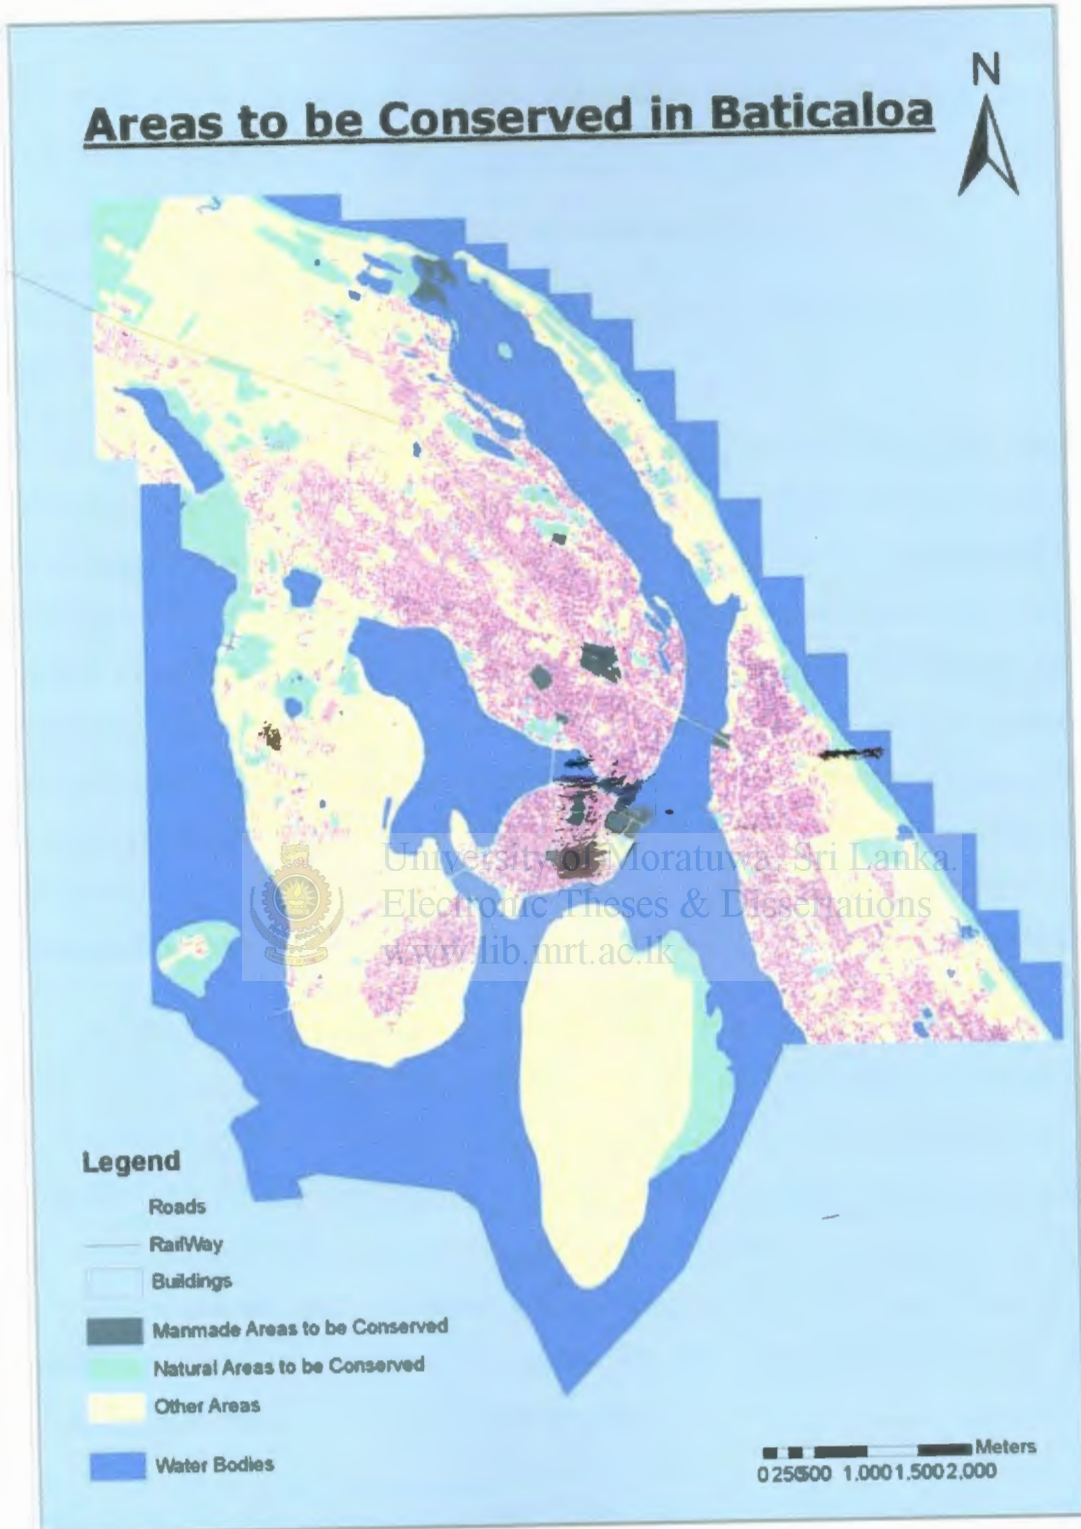 N
Areas to be Conserved in Baticaloa
University of Moratuwa, Sri Lanka.
Electronic Theses & Dissertations
www.lib.mrt.ac.lk
Legend
Roads
RailWay
Buildings
Manmade Areas to be Conserved
Natural Areas to be Conserved
Other Areas
Water Bodies
Meters
0 250 500 1,000 1,500 2,000